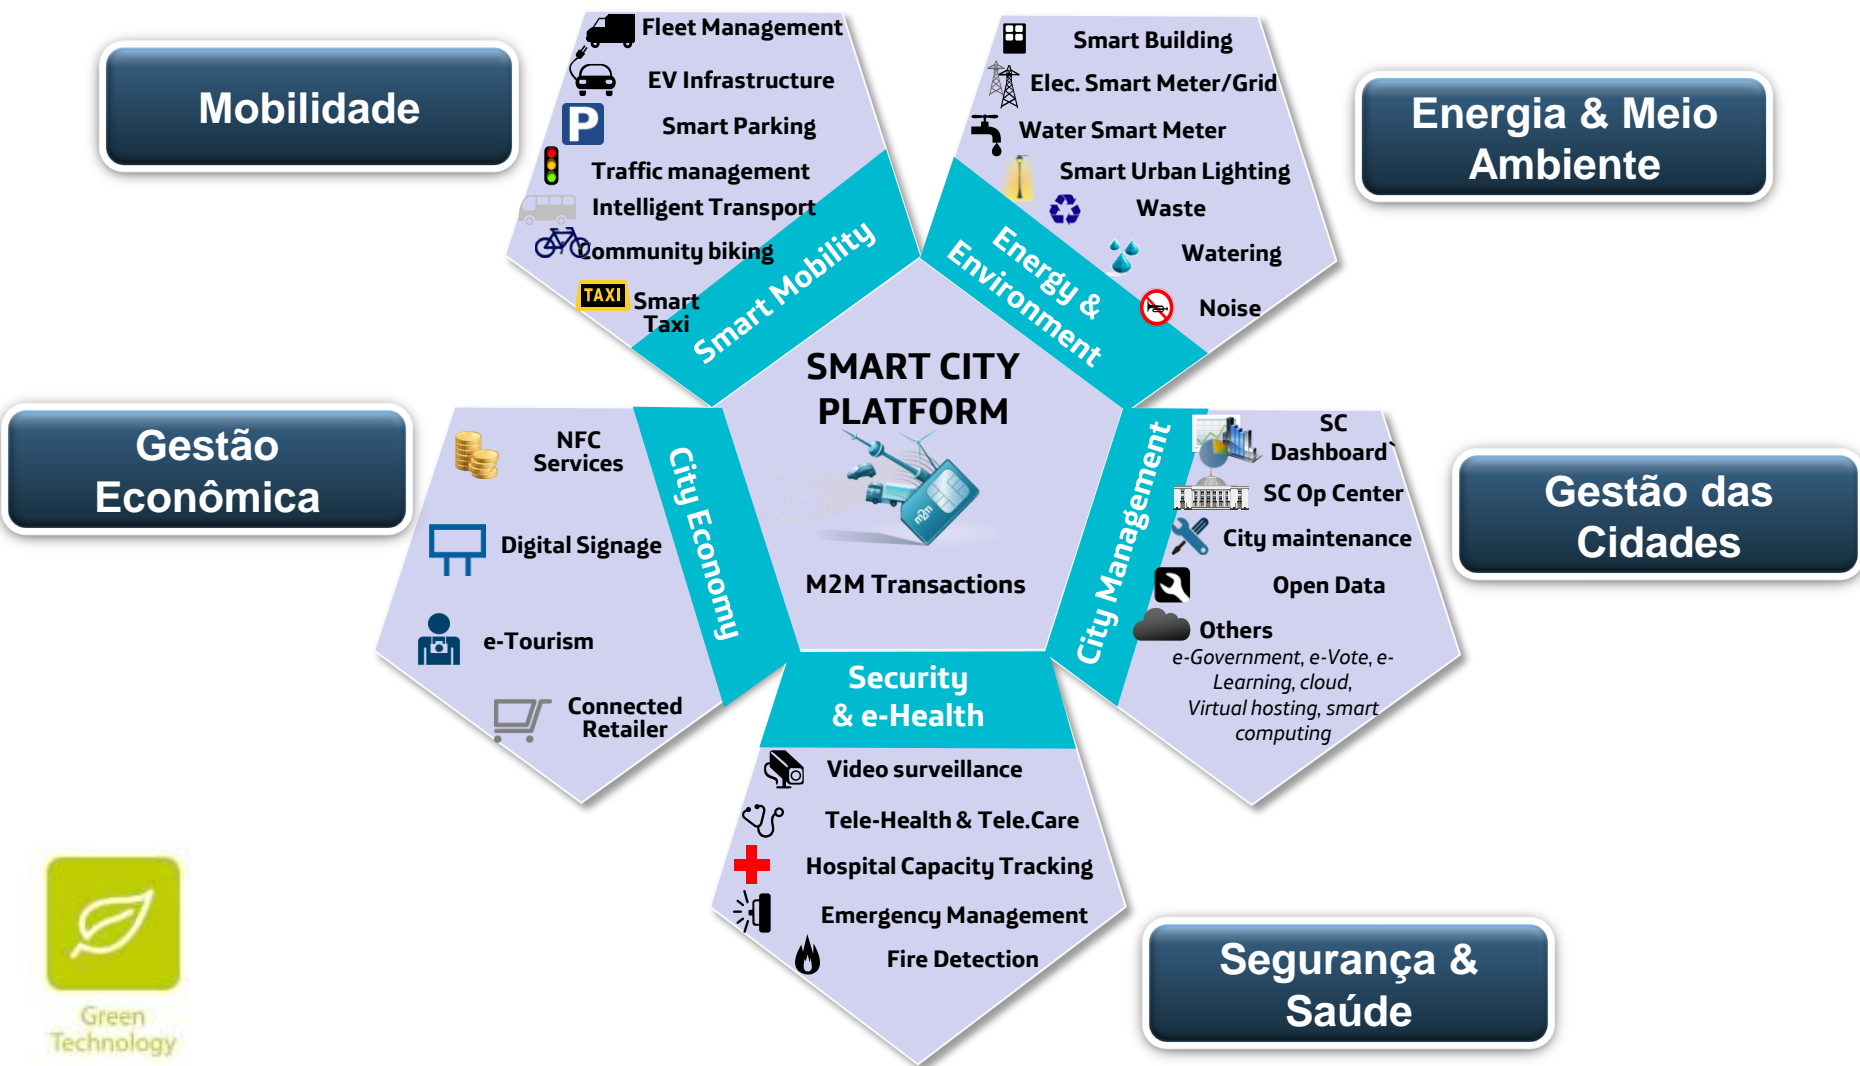 Mobilidade
Fleet Management
EV Infrastructure
P
Smart Parking
Traffic management
Intelligent Transport
Community biking
TAXI
Smart
Taxi
Smart Mobility
Smart Building
Elec. Smart Meter/Grid
Water Smart Meter
Smart Urban Lighting
Waste
Watering
Noise
Energy &
Environment
Energia & Meio
Ambiente
SMART CITY
PLATFORM
m2m
M2M Transactions
Gestão
Econômica
NFC
Services
Digital Signage
e-Tourism
Connected
Retailer
City Economy
City Management
SC
Dashboard`
SC Op Center
City maintenance
Open Data
Others
e-Government, e-Vote, e-
Learning, cloud,
Virtual hosting, smart
computing
Gestão das
Cidades
Security
& e-Health
Video surveillance
Tele-Health & Tele.Care
Hospital Capacity Tracking
Emergency Management
Fire Detection
Segurança &
Saúde
Green
Technology